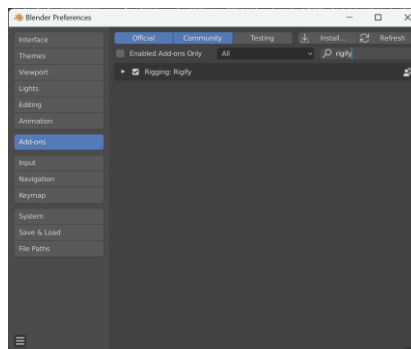 Blender Preferences
Interface
Themes
Viewport
Lights
Editing
Animation
Add-ons
Input
Navigation
Keymap
System
Save & Load
File Paths
Official Community Testing Install... Refresh
Enabled Add-ons Only All rigify
Rigging: Rigify